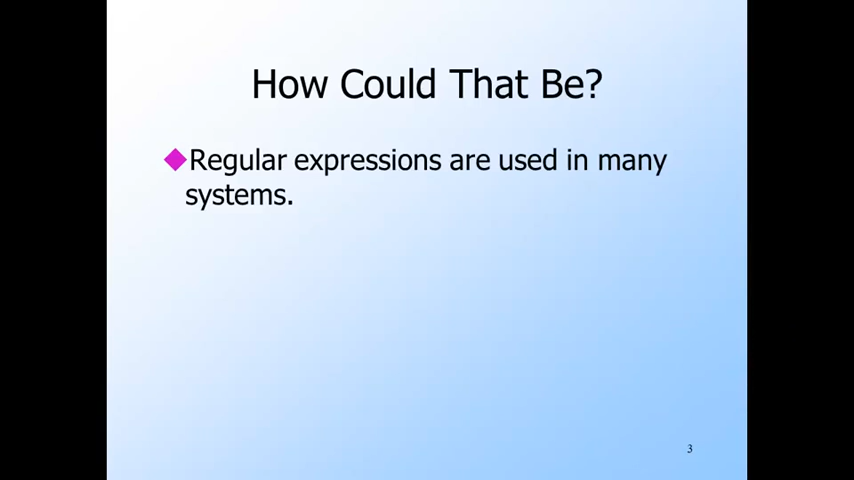 How Could That Be?
Regular expressions are used in many
systems.
3